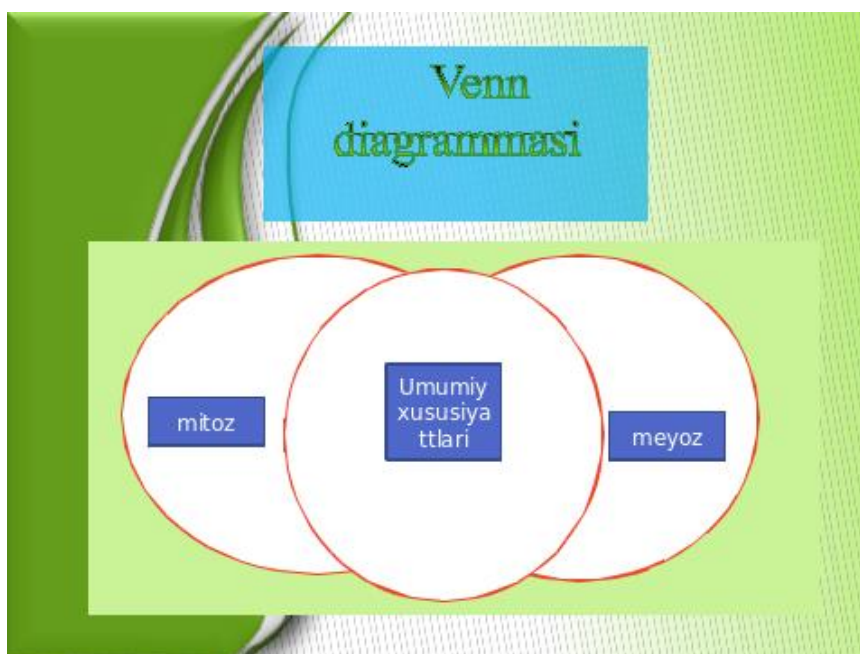 Venn
diagrammasi
mitoz
Umumiy
xususiya
ttlari
meyoz